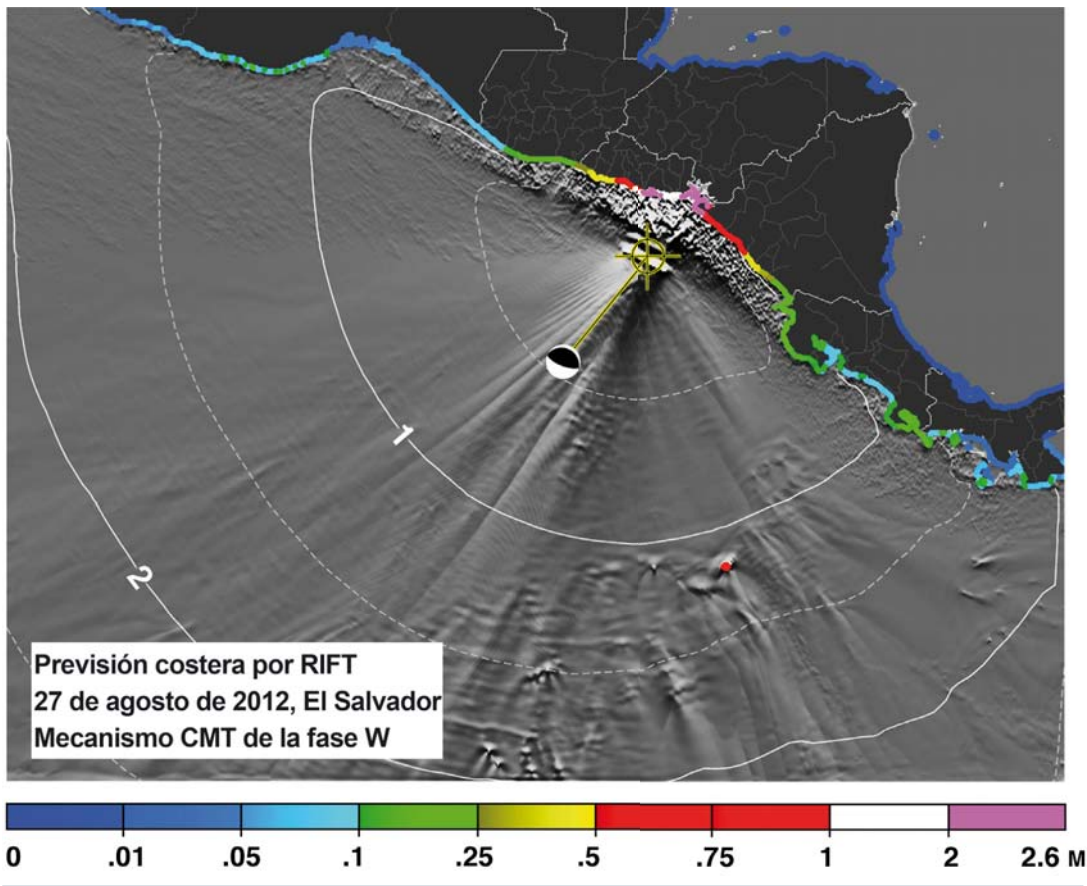 1
2
Previsión costera por RIFT
27 de agosto de 2012, El Salvador
Mecanismo CMT de la fase W
0 .01 .05 .1 .25 .5 .75 1 2 2.6 M